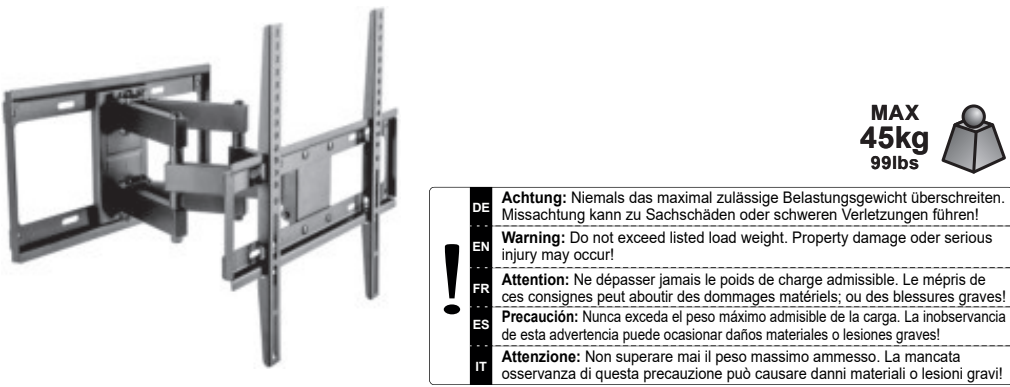 MAX
45kg
99lbs
DE
Achtung: Niemals das maximal zulässige Belastungsgewicht überschreiten.
Missachtung kann zu Sachschäden oder schweren Verletzungen führen!
EN
Warning: Do not exceed listed load weight. Property damage oder serious
injury may occur!
FR
Attention: Ne dépasser jamais le poids de charge admissible. Le mépris de
ces consignes peut aboutir des dommages matériels; ou des blessures graves!
ES
Precaución: Nunca exceda el peso máximo admisible de la carga. La inobservancia
de esta advertencia puede ocasionar daños materiales o lesiones graves!
IT
Attenzione: Non superare mai il peso massimo ammesso. La mancata
osservanza di questa precauzione può causare danni materiali o lesioni gravi!
!